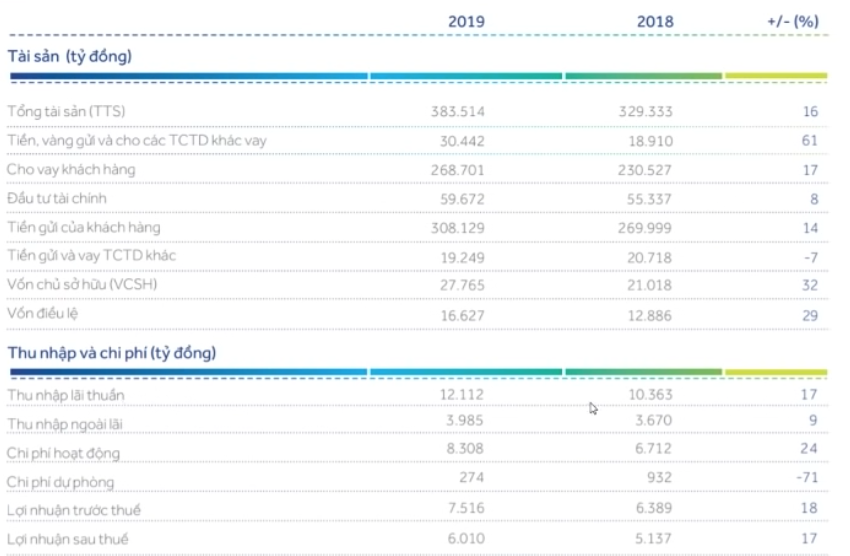 2019 2018 +/- (%)
Tài sản (tỷ đồng)
Tổng tài sản (TTS) 383.514 329.333 16
Tiền, vàng gửi và cho các TCTD khác vay 30.442 18.910 61
Cho vay khách hàng 268.701 230.527 17
Đầu tư tài chính 59.672 55.337 8
Tiền gửi của khách hàng 308.129 269.999 14
Tiền gửi và vay TCTD khác 19.249 20.718 -7
Vốn chủ sở hữu (VCSH) 27.765 21.018 32
Vốn điều lệ 16.627 12.886 29
Thu nhập và chi phí (tỷ đồng)
Thu nhập lãi thuần 12.112 10.363 17
Thu nhập ngoài lãi 3.985 3.670 9
Chi phí hoạt động 8.308 6.712 24
Chi phí dự phòng 274 932 -71
Lợi nhuận trước thuế 7.516 6.389 18
Lợi nhuận sau thuế 6.010 5.137 17